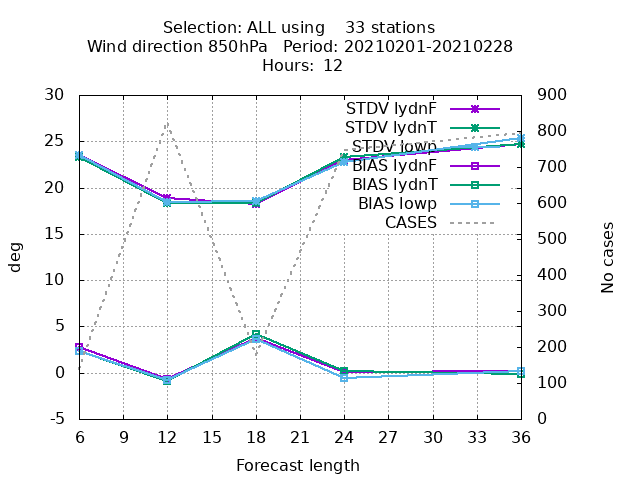 Selection: ALL using    33 stations
Wind direction 850hPa   Period: 20210201-20210228
Hours:  12
STDV lydnF
STDV lydnT
STDV lowp
BIAS lydnF
BIAS lydnT
BIAS lowp
CASES
30
25
20
15
10
5
0
-5
deg
900
800
700
600
500
400
300
200
100
0
No cases
6 9 12 15 18 21 24 27 30 33 36
Forecast length